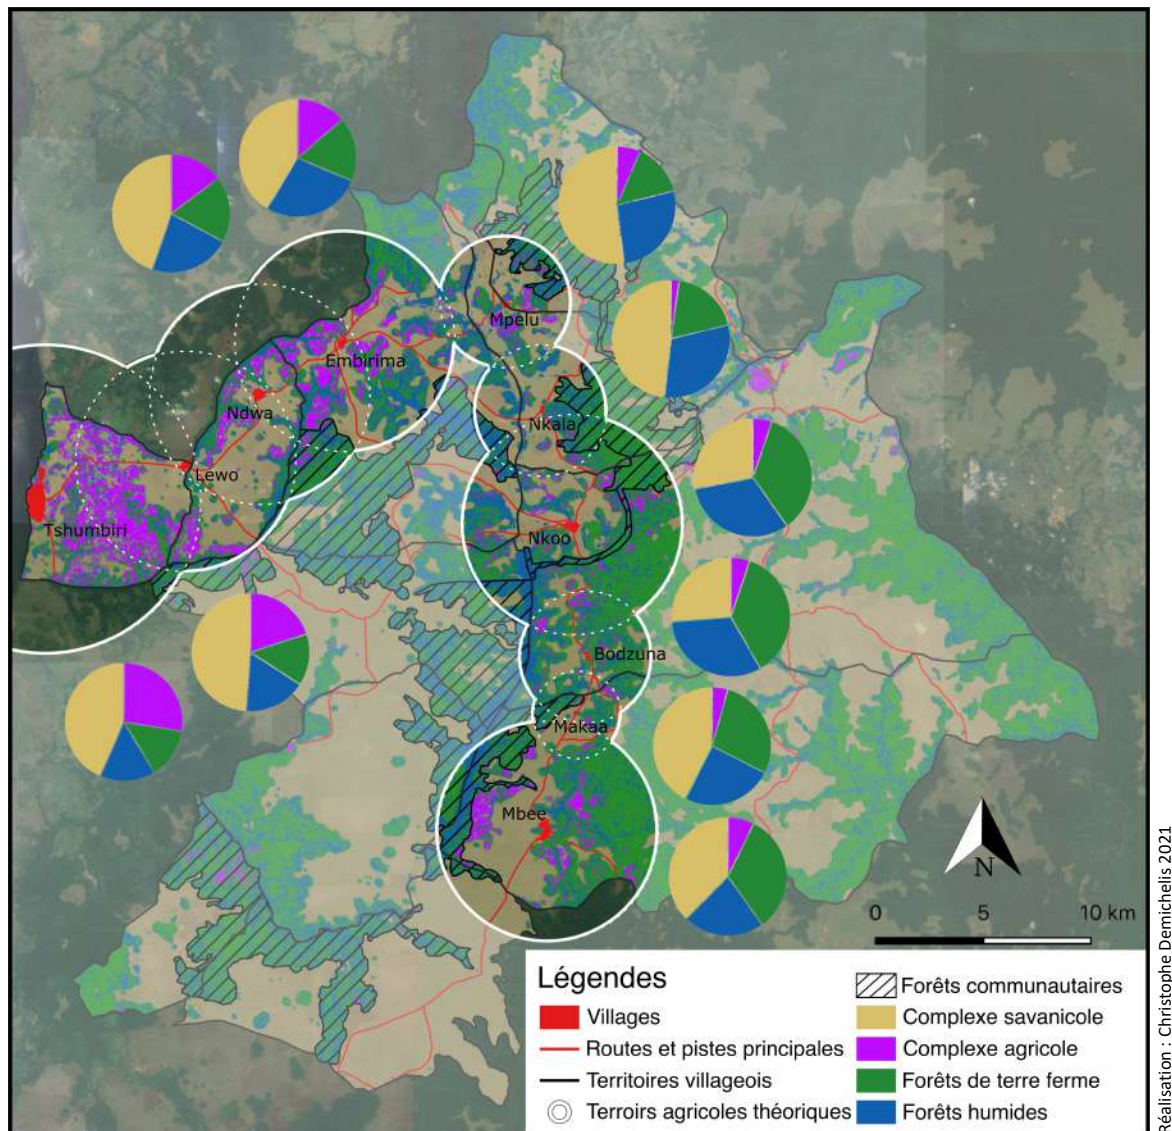 Mpelu
Embirima
Ndwa
Nkala
Lewo
Tshumbiri
Nkoo
Bodzuna
Makaa
Mbee
N
0 5 10 km
Légendes
Villages
Routes et pistes principales
Territoires villageois
Terroirs agricoles théoriques
Forêts communautaires
Complexe savanicole
Complexe agricole
Forêts de terre ferme
Forêts humides
Réalisation : Christophe Demichelis 2021